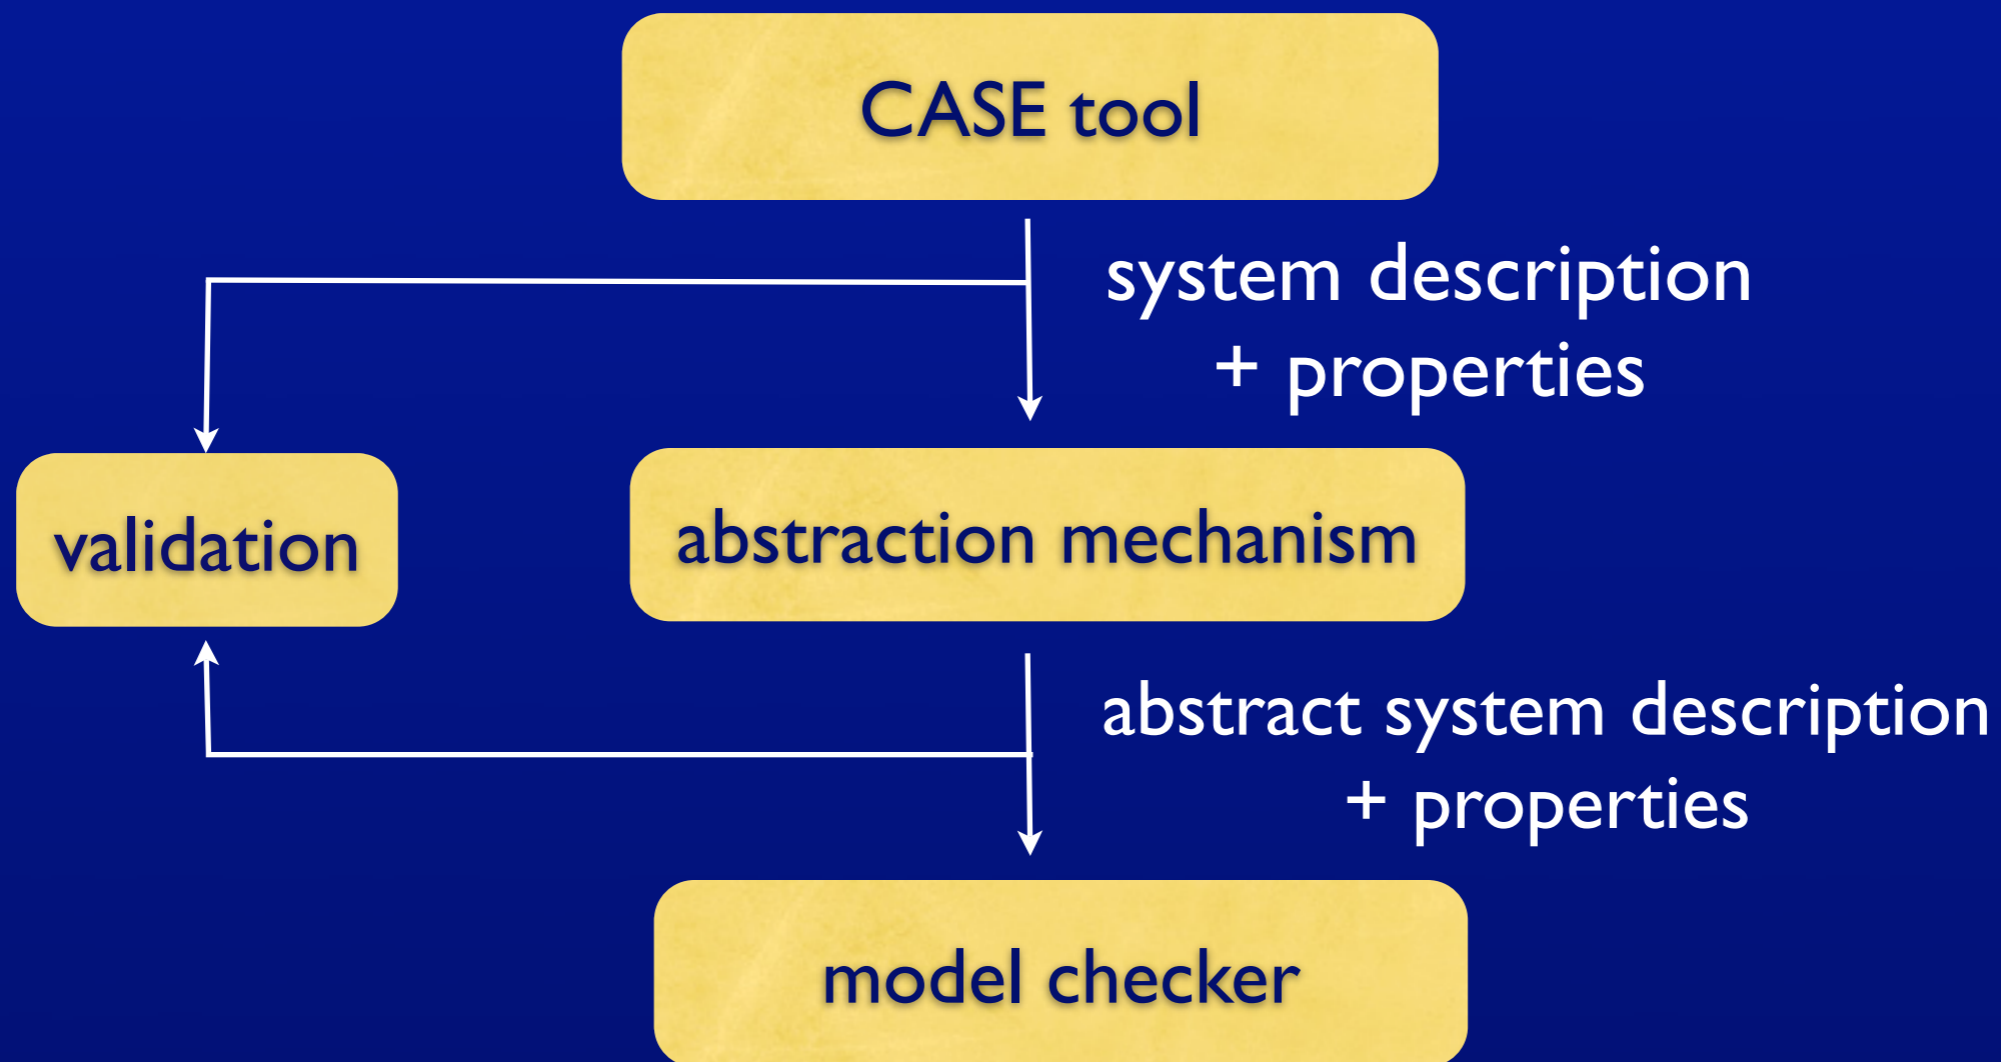 CASE tool
system description
+ properties
validation
abstraction mechanism
abstract system description
+ properties
model checker